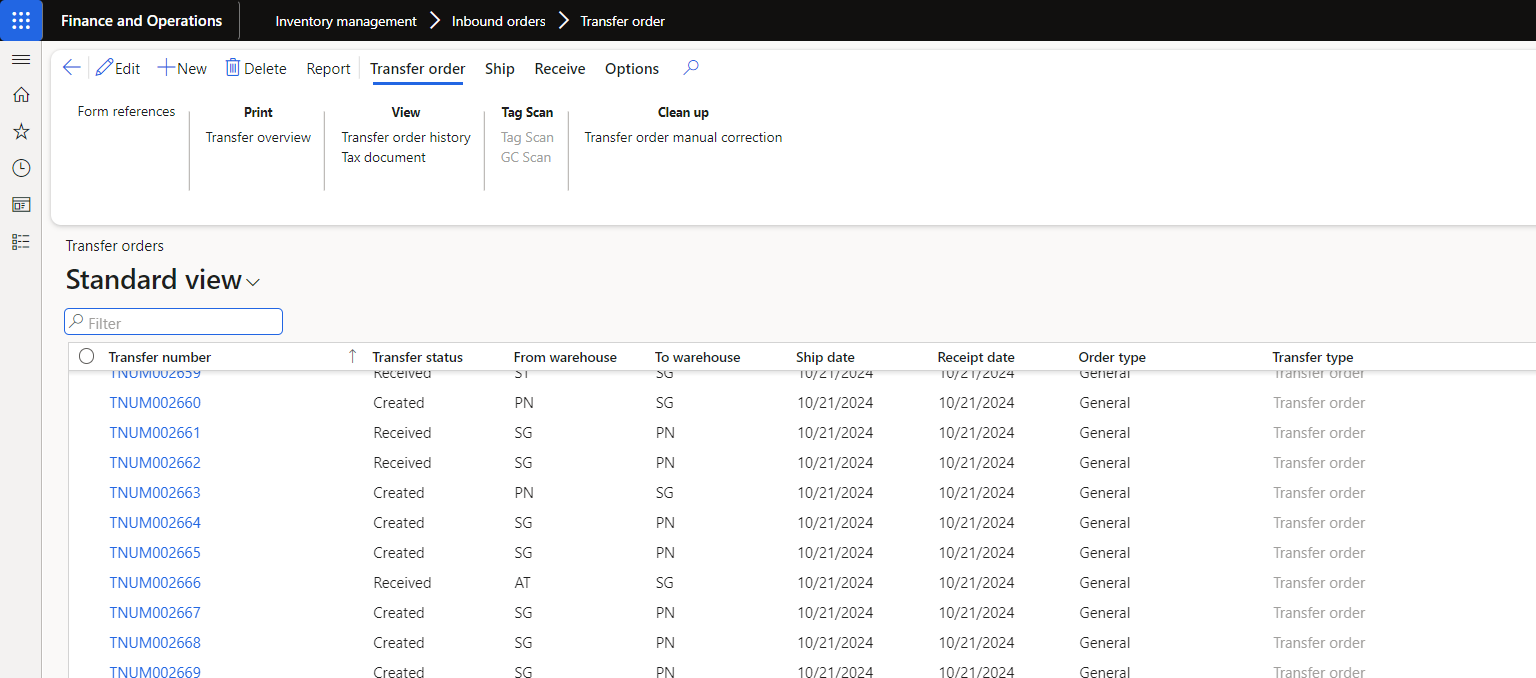 Finance and Operations Inventory management Inbound orders Transfer order
Edit New Delete Report Transfer order Ship Receive Options
Form references Print View Tag Scan Clean up
Transfer overview Transfer order history Tag Scan Transfer order manual correction
Tax document GC Scan
Transfer orders
Standard view
Filter
Transfer number Transfer status From warehouse To warehouse Ship date Receipt date Order type Transfer type
TNUM002659 Received ST SG 10/21/2024 10/21/2024 General Transfer order
TNUM002660 Created PN SG 10/21/2024 10/21/2024 General Transfer order
TNUM002661 Received SG PN 10/21/2024 10/21/2024 General Transfer order
TNUM002662 Received SG PN 10/21/2024 10/21/2024 General Transfer order
TNUM002663 Created PN SG 10/21/2024 10/21/2024 General Transfer order
TNUM002664 Created SG PN 10/21/2024 10/21/2024 General Transfer order
TNUM002665 Created SG PN 10/21/2024 10/21/2024 General Transfer order
TNUM002666 Received AT SG 10/21/2024 10/21/2024 General Transfer order
TNUM002667 Created SG PN 10/21/2024 10/21/2024 General Transfer order
TNUM002668 Created SG PN 10/21/2024 10/21/2024 General Transfer order
TNUM002669 Created SG PN 10/21/2024 10/21/2024 General Transfer order